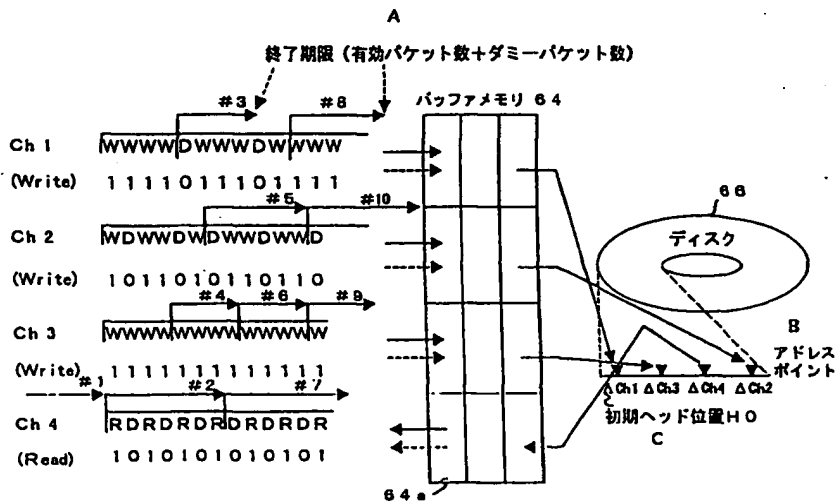 A
終了期限(有効パケット数+ダミーパケット数)
#3 #8
バッファメモリ 64
Ch 1 WWWWDWWWDWWWW
(Write) 1111011101111
#5 #10
Ch 2 WDWWDWDWWDWWD
(Write) 1011010110110
#4 #6 #9
Ch 3 WWWWWWWWWWWWW
(Write) 1111111111111
#1 #2 #7
Ch 4 RDRDRDRDRDRDR
(Read) 1010101010101
64a
66
ディスク
B
アドレス
ポイント
Δ Ch1 ΔCh3 ΔCh4 ΔCh2
初期ヘッド位置H0
C